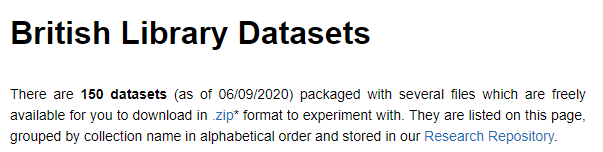 British Library Datasets
There are 150 datasets (as of 06/09/2020) packaged with several files which are freely
available for you to download in .zip* format to experiment with. They are listed on this page,
grouped by collection name in alphabetical order and stored in our Research Repository.